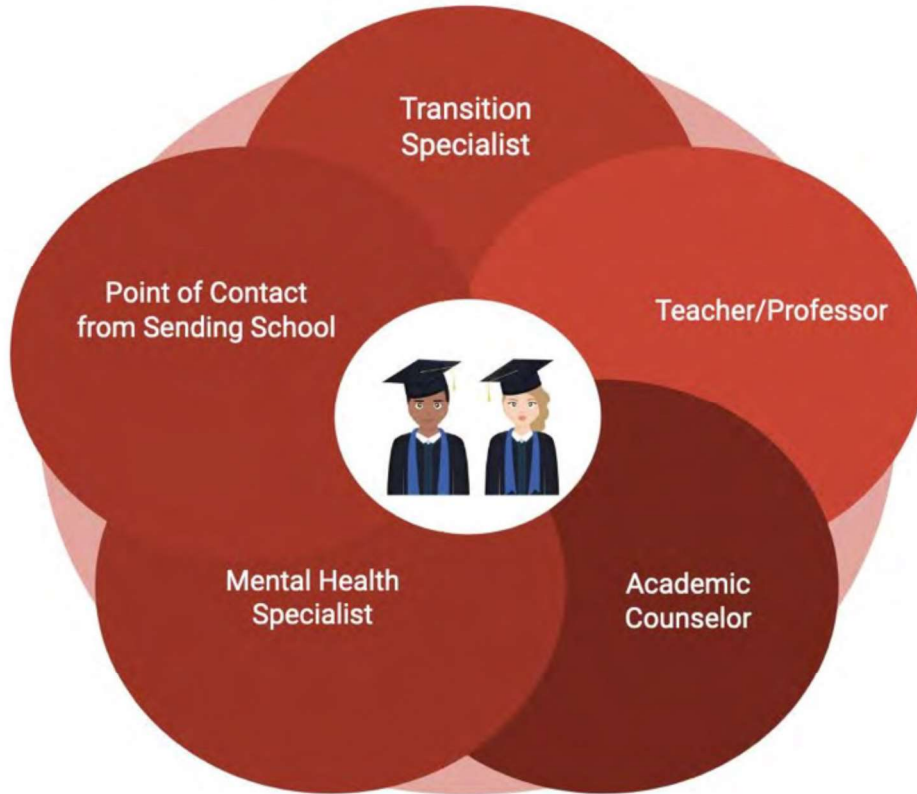 Transition
Specialist
Point of Contact
from Sending School
Teacher/Professor
Mental Health
Specialist
Academic
Counselor